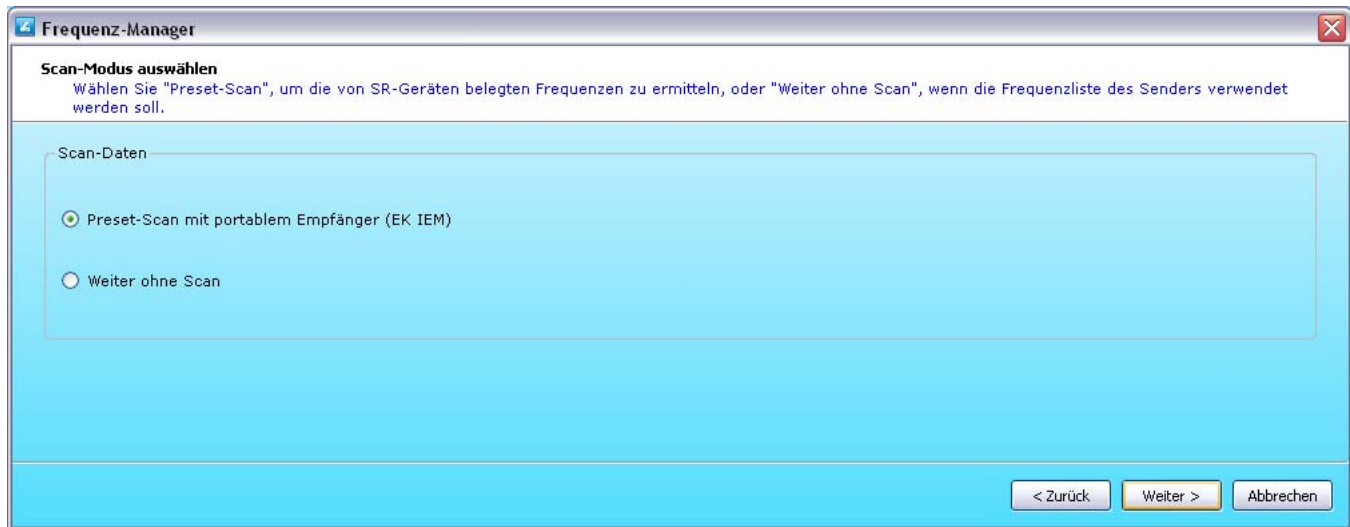 Frequenz-Manager
Scan-Modus auswählen
Wählen Sie "Preset-Scan", um die von SR-Geräten belegten Frequenzen zu ermitteln, oder "Weiter ohne Scan", wenn die Frequenzliste des Senders verwendet
werden soll.
Scan-Daten
Preset-Scan mit portablem Empfänger (EK IEM)
Weiter ohne Scan
< Zurück
Weiter >
Abbrechen